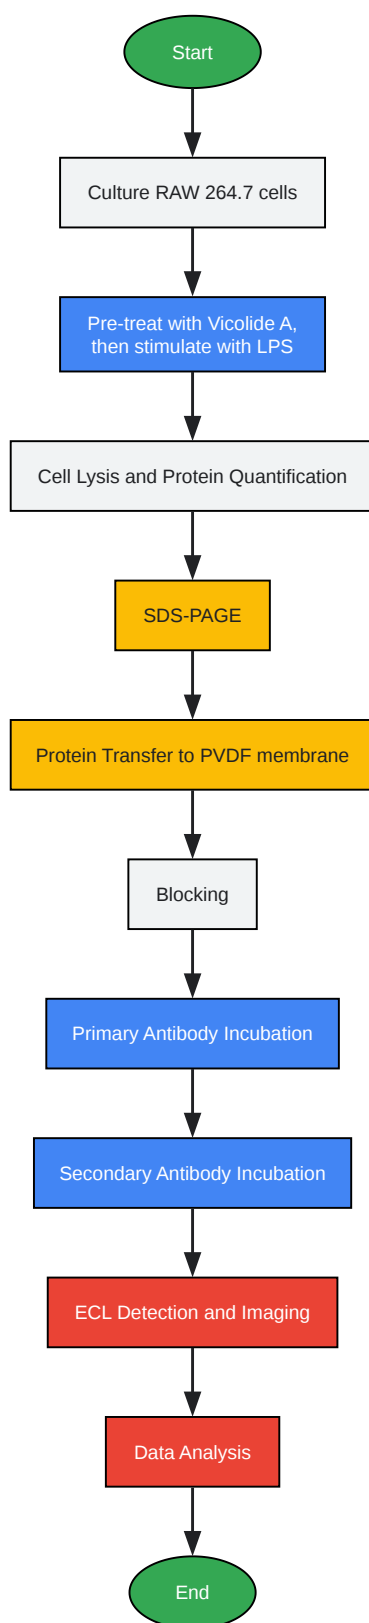 Start
Culture RAW 264.7 cells
Pre-treat with Vicolide A,
then stimulate with LPS
Cell Lysis and Protein Quantification
SDS-PAGE
Protein Transfer to PVDF membrane
Blocking
Primary Antibody Incubation
Secondary Antibody Incubation
ECL Detection and Imaging
Data Analysis
End